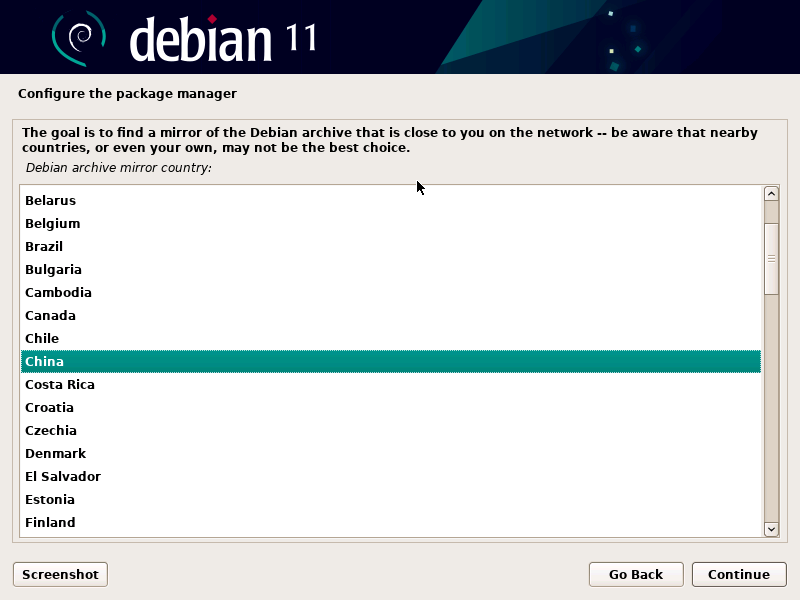 debian 11
Configure the package manager
The goal is to find a mirror of the Debian archive that is close to you on the network -- be aware that nearby
countries, or even your own, may not be the best choice.
Debian archive mirror country:
Belarus
Belgium
Brazil
Bulgaria
Cambodia
Canada
Chile
China
Costa Rica
Croatia
Czechia
Denmark
El Salvador
Estonia
Finland
Screenshot
Go Back
Continue